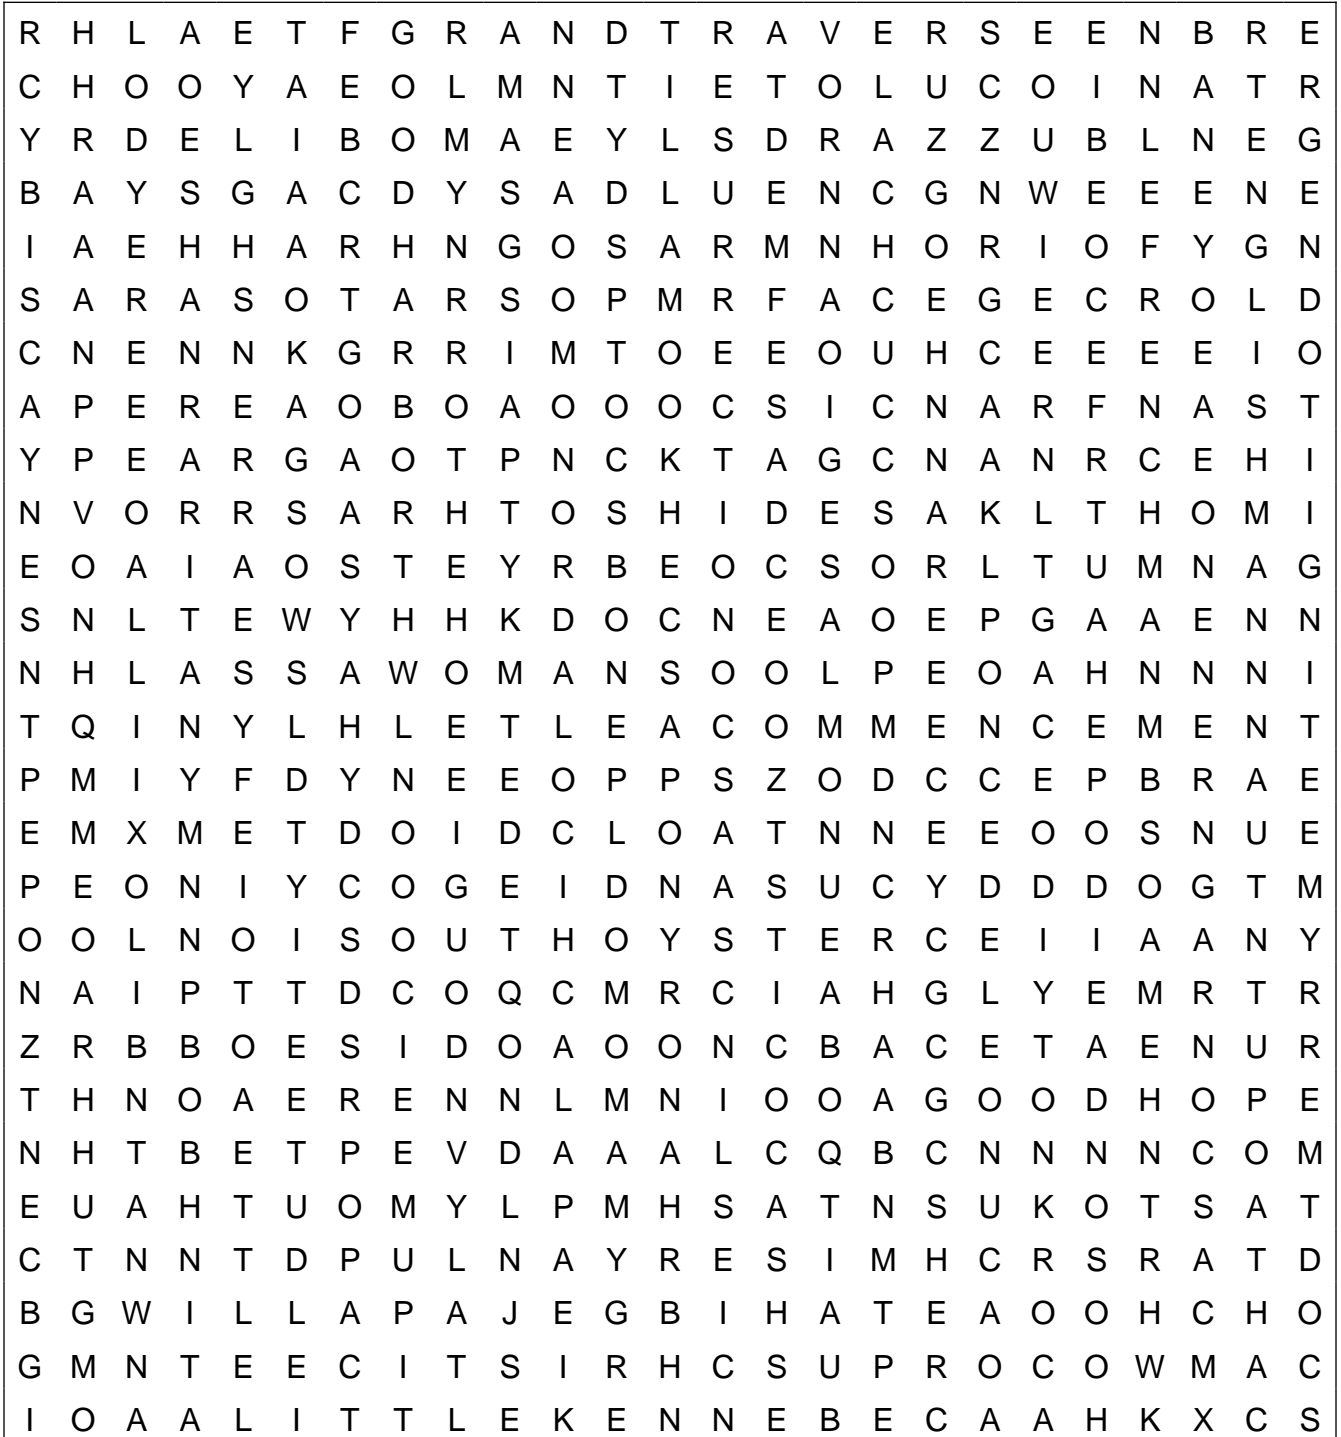 R H L A E T F G R A N D T R A V E R S E E N B R E
C H O O Y A E O L M N T I E T O L U C O I N A T R
Y R D E L I B O M A E Y L S D R A Z Z U B L N E G
B A Y S G A C D Y S A D L U E N C G N W E E E N E
I A E H H A R H N G O S A R M N H O R I O F Y G N
S A R A S O T A R S O P M R F A C E G E C R O L D
C N E N N K G R R I M T O E E O U H C E E E E I O
A P E R E A O B O A O O O C S I C N A R F N A S T
Y P E A R G A O T P N C K T A G C N A N R C E H I
N V O R R S A R H T O S H I D E S A K L T H O M I
E O A I A O S T E Y R B E O C S O R L T U M N A G
S N L T E W Y H H K D O C N E A O E P G A A E N N
N H L A S S A W O M A N S O O L P E O A H N N N I
T Q I N Y L H L E T L E A C O M M E N C E M E N T
P M I Y F D Y N E E O P P S Z O D C C E P B R A E
E M X M E T D O I D C L O A T N N E E O O S N U E
P E O N I Y C O G E I D N A S U C Y D D D O G T M
O O L N O I S O U T H O Y S T E R C E I I A A N Y
N A I P T T D C O Q C M R C I A H G L Y E M R T R
Z R B B O E S I D O A O O N C B A C E T A E N U R
T H N O A E R E N N L M N I O O A G O O D H O P E
N H T B E T P E V D A A A L C Q B C N N N N C O M
E U A H T U O M Y L P M H S A T N S U K O T S A T
C T N N T D P U L N A Y R E S I M H C R S R A T D
B G W I L L A P A J E G B I H A T E A O O H C H O
G M N T E E C I T S I R H C S U P R O C O W M A C
I O A A L I T T L E K E N N E B E C A A H K X C S